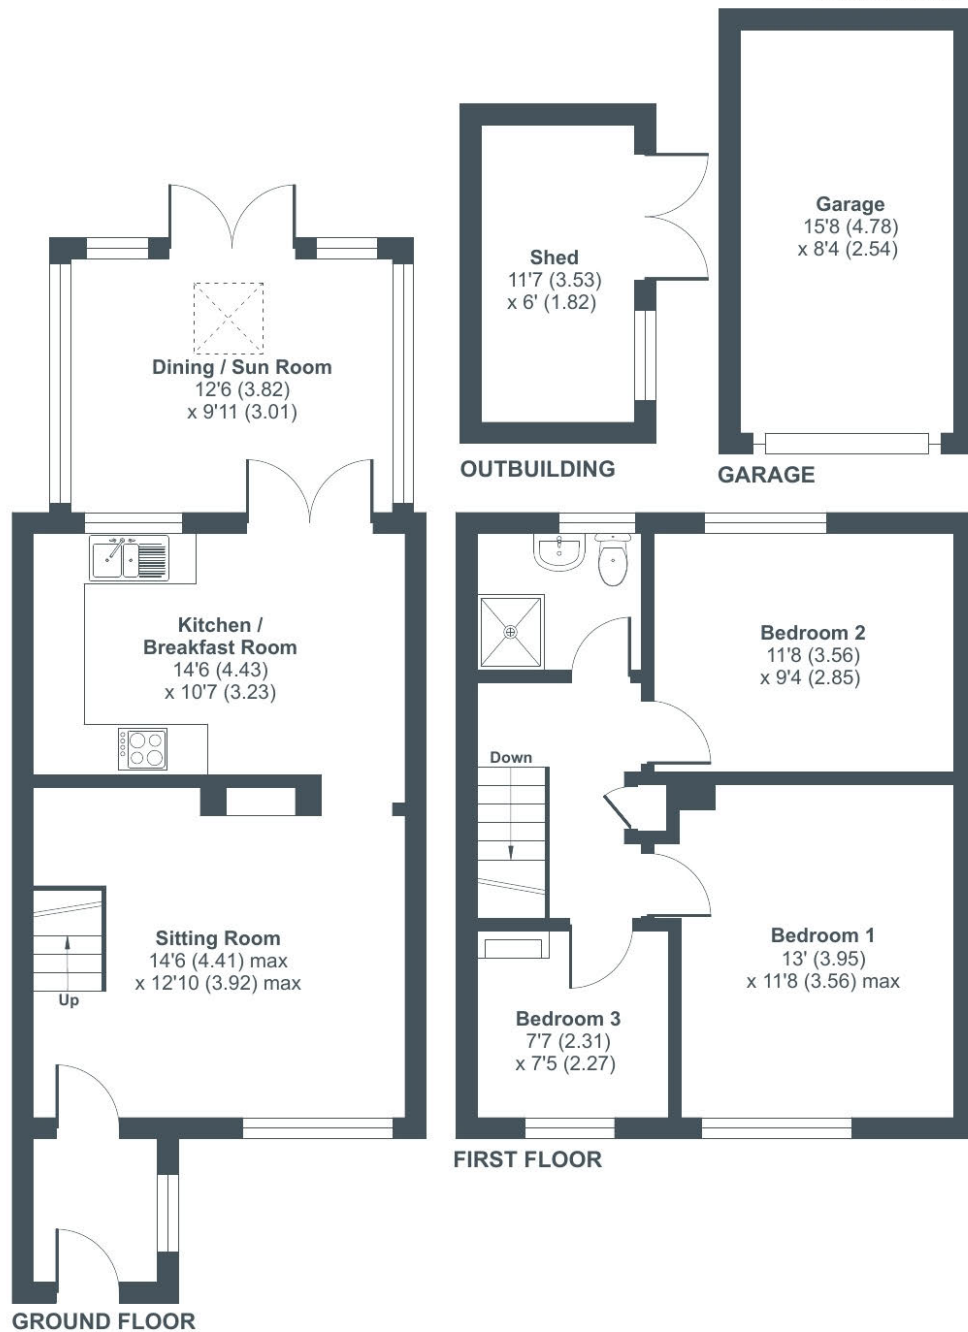 Garage
15'8 (4.78)
x 8'4 (2.54)
GARAGE
Shed
11'7 (3.53)
x 6' (1.82)
OUTBUILDING
Dining / Sun Room
12'6 (3.82)
x 9'11 (3.01)
Kitchen /
Breakfast Room
14'6 (4.43)
x 10'7 (3.23)
Sitting Room
14'6 (4.41) max
x 12'10 (3.92) max
Up
GROUND FLOOR
Bedroom 2
11'8 (3.56)
x 9'4 (2.85)
Down
Bedroom 1
13' (3.95)
x 11'8 (3.56) max
Bedroom 3
7'7 (2.31)
x 7'5 (2.27)
FIRST FLOOR